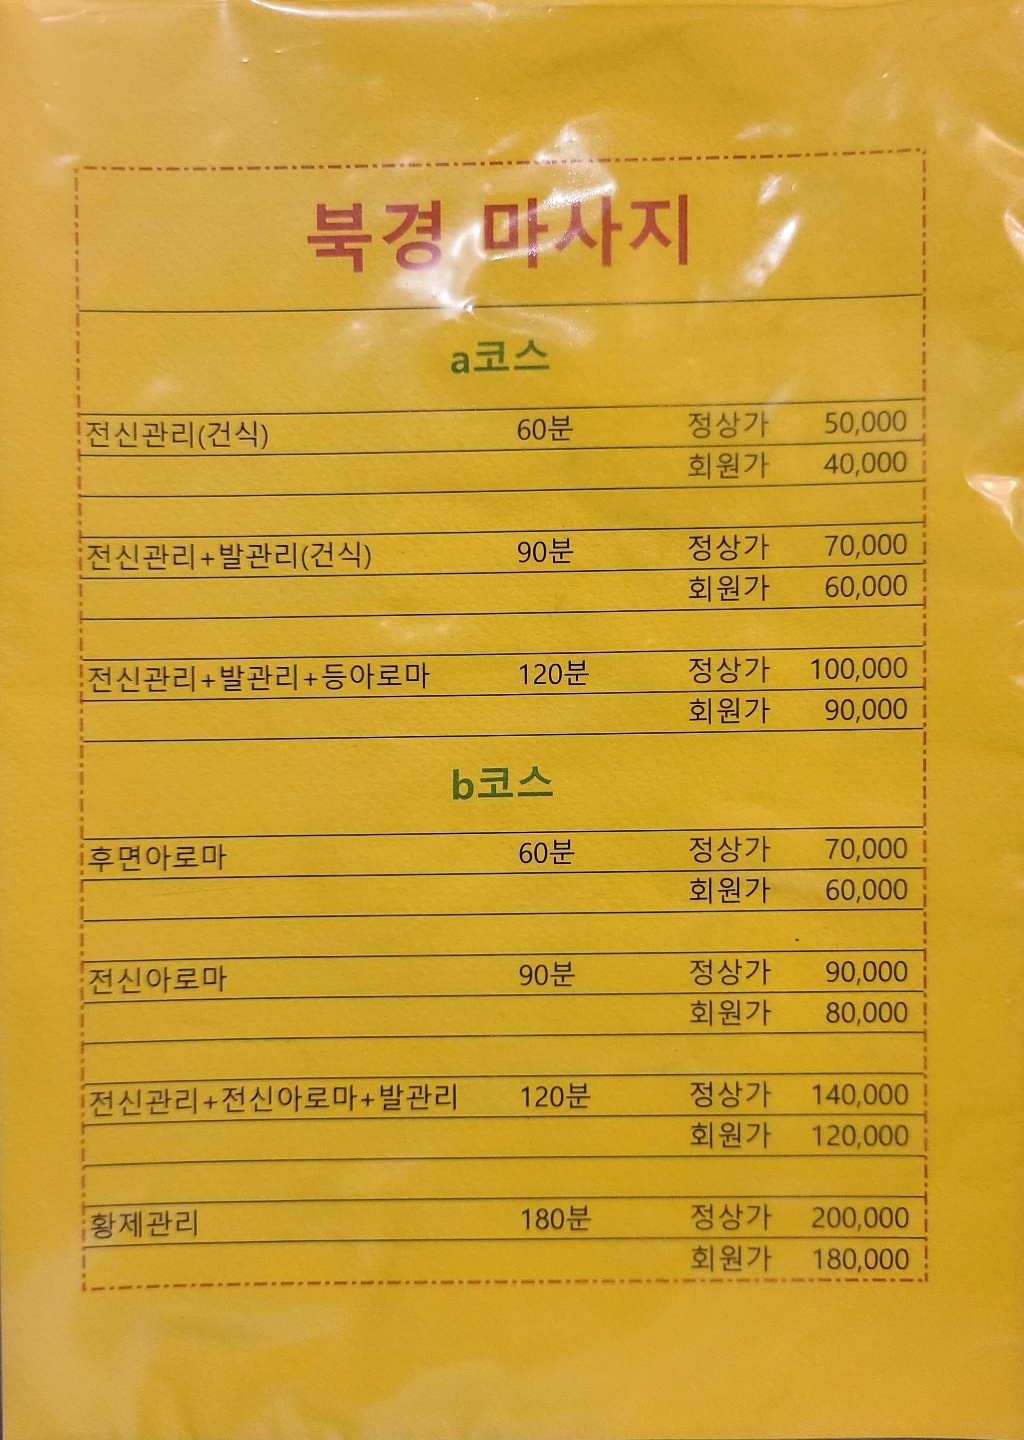 북경 마사지
a코스
전신관리(건식) 60분 정상가 50,000
회원가 40,000
전신관리+발관리(건식) 90분 정상가 70,000
회원가 60,000
전신관리+발관리+등아로마 120분 정상가 100,000
회원가 90,000
b코스
후면아로마 60분 정상가 70,000
회원가 60,000
전신아로마 90분 정상가 90,000
회원가 80,000
전신관리+전신아로마+발관리 120분 정상가 140,000
회원가 120,000
황제관리 180분 정상가 200,000
회원가 180,000